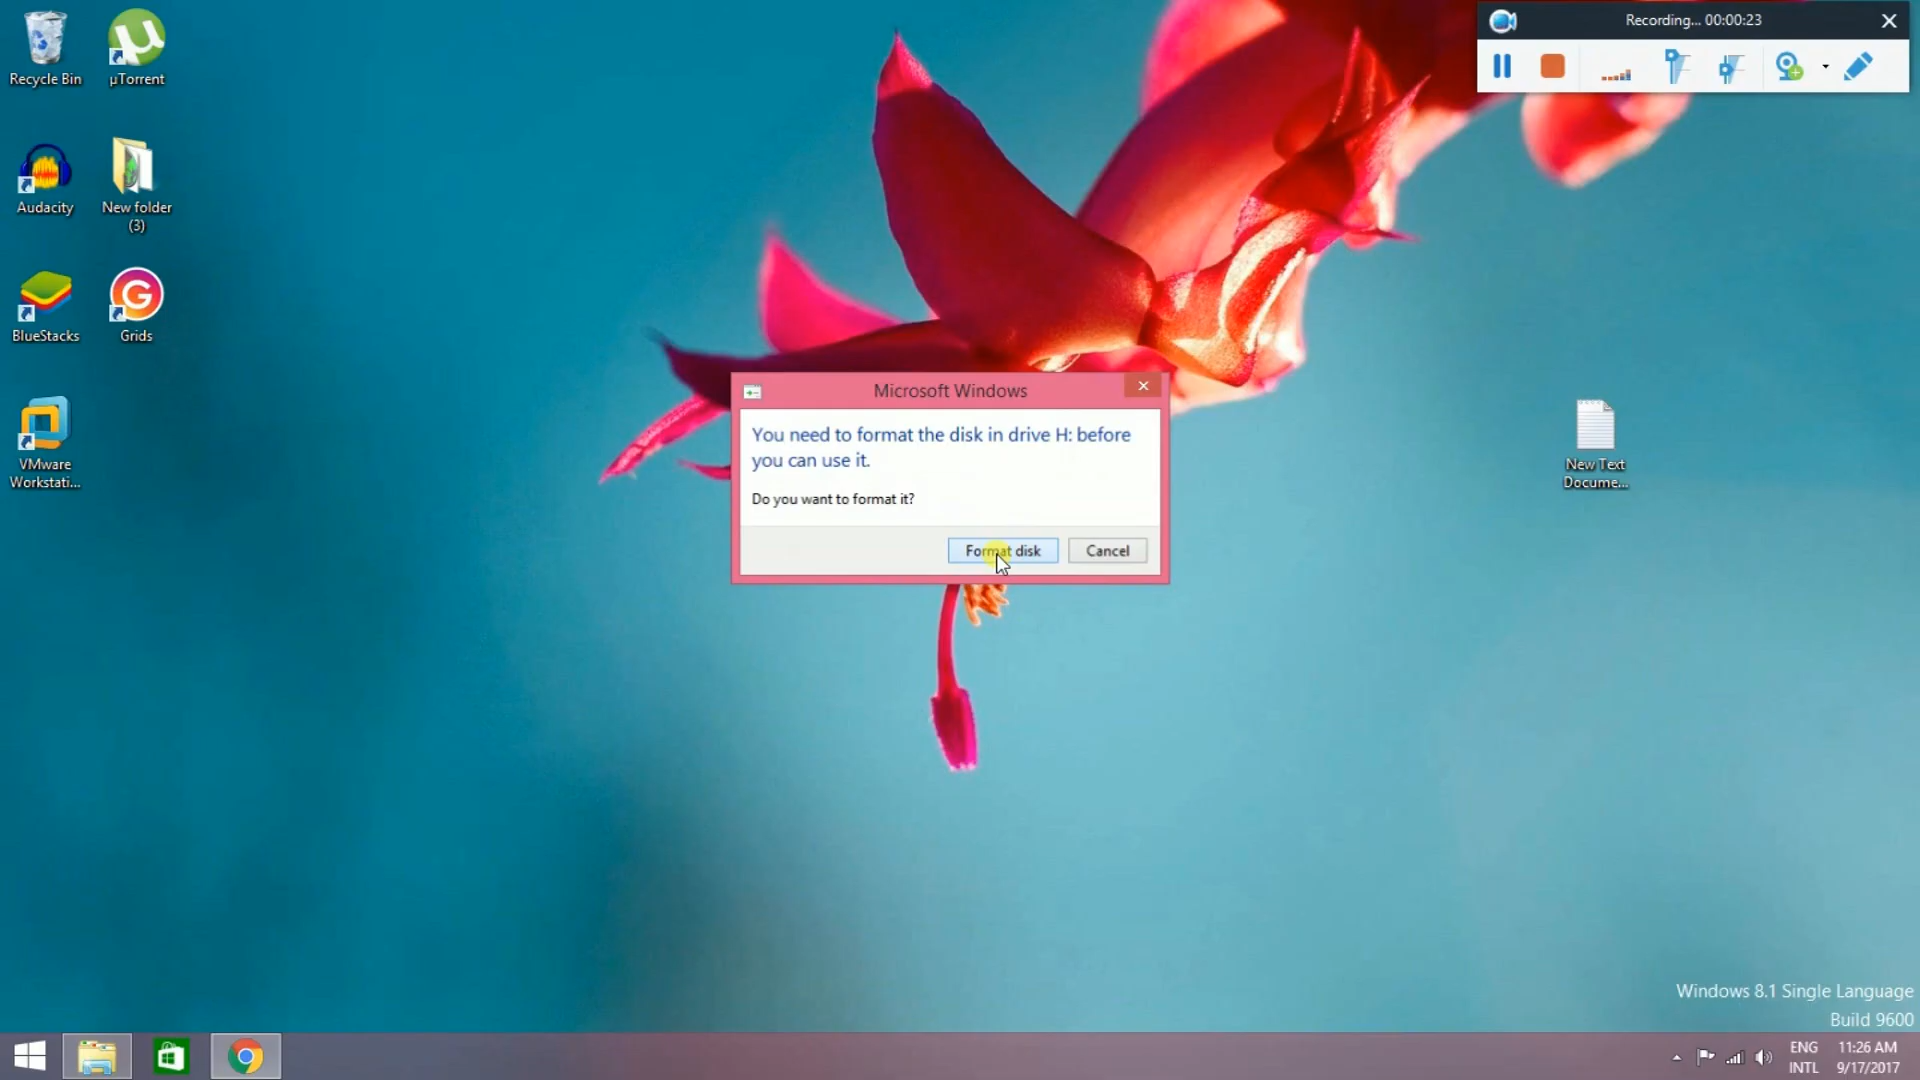 Recycle Bin
µTorrent
Audacity
New folder
(3)
BlueStacks
Grids
VMware
Workstati...
Recording... 00:00:23
Microsoft Windows
You need to format the disk in drive H: before
you can use it.
Do you want to format it?
Format disk
Cancel
New Text
Docume...
Windows 8.1 Single Language
Build 9600
ENG
INTL
11:26 AM
9/17/2017